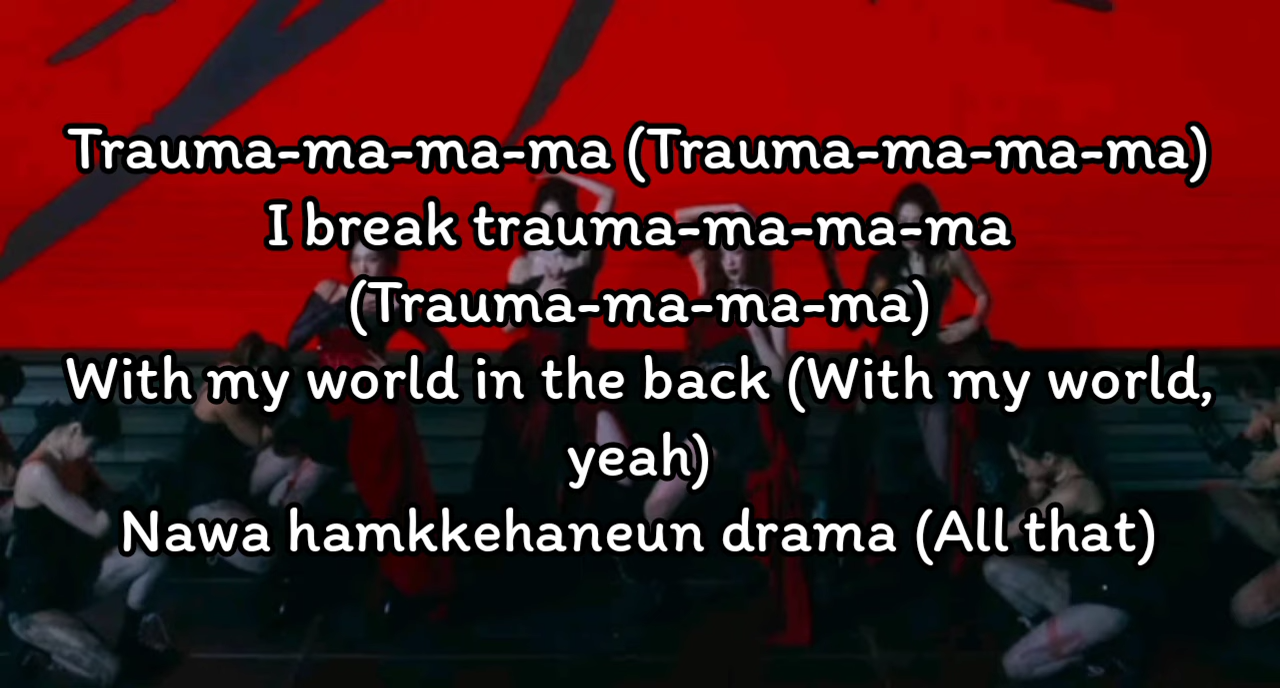 Trauma-ma-ma-ma (Trauma-ma-ma-ma)
I break trauma-ma-ma-ma
(Trauma-ma-ma-ma)
With my world in the back (With my world,
yeah)
Nawa hamkkehaneun drama (All that)